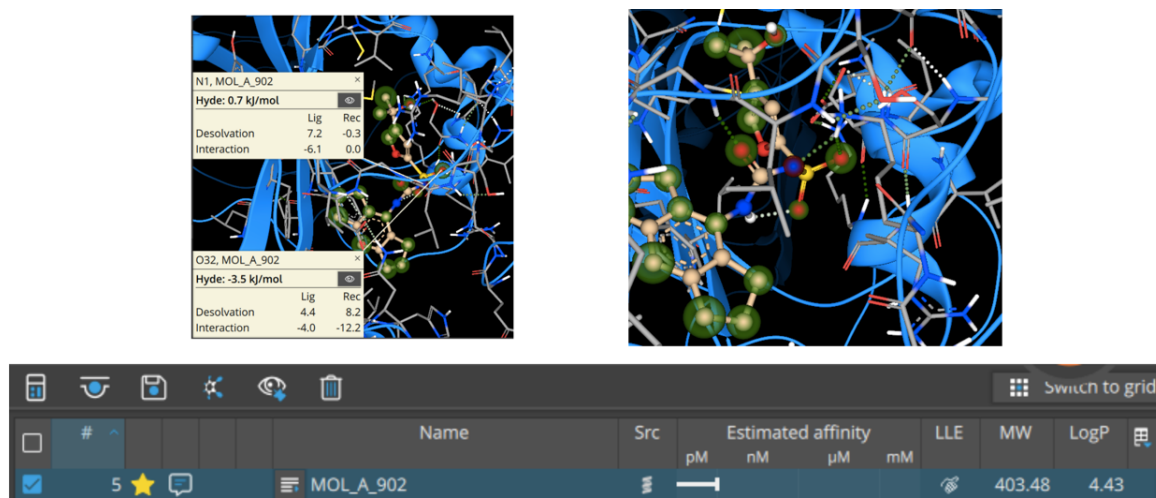 N1, MOL_A_902 ×
Hyde: 0.7 kJ/mol
Lig Rec
Desolvation 7.2 -0.3
Interaction -6.1 0.0
O32, MOL_A_902 ×
Hyde: -3.5 kJ/mol
Lig Rec
Desolvation 4.4 8.2
Interaction -4.0 -12.2
Switch to grid
# Name Src Estimated affinity LLE MW LogP
pM nM µM mM
5 MOL_A_902 403.48 4.43